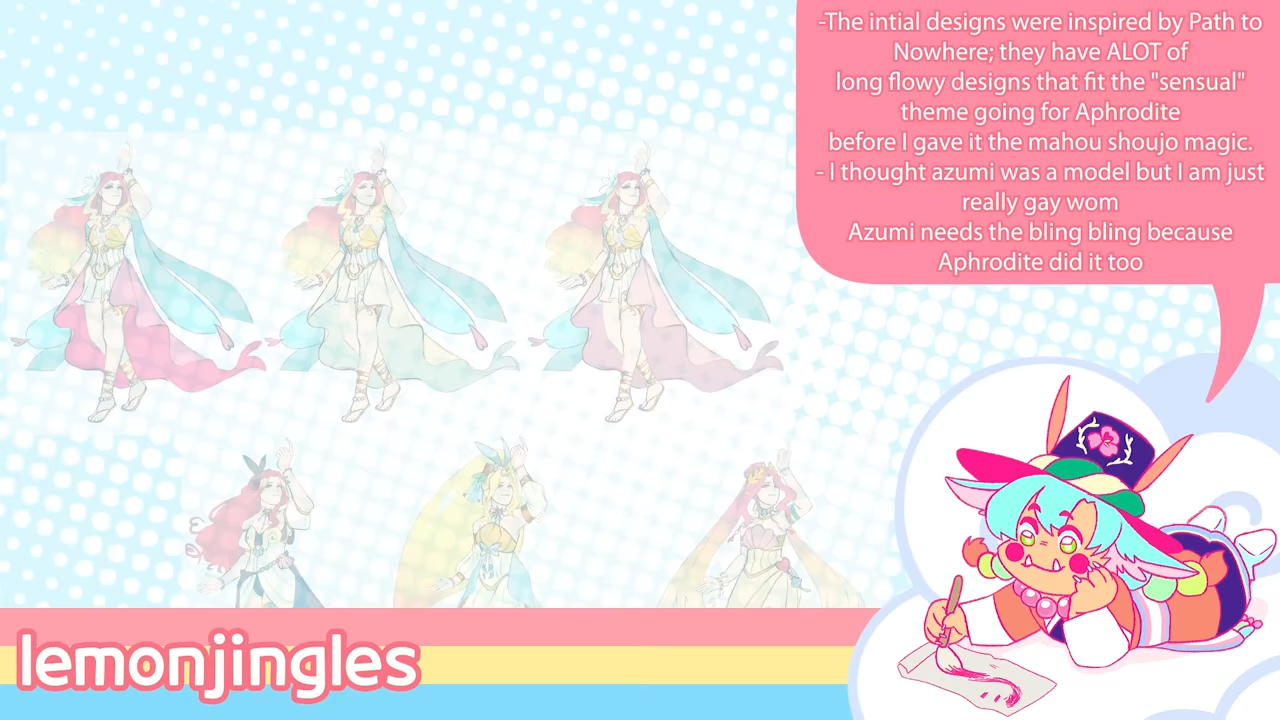 -The intial designs were inspired by Path to
Nowhere; they have ALOT of
long flowy designs that fit the "sensual"
theme going for Aphrodite
before I gave it the mahou shoujo magic.
- I thought azumi was a model but I am just
really gay wom
Azumi needs the bling bling because
Aphrodite did it too
lemonjingles